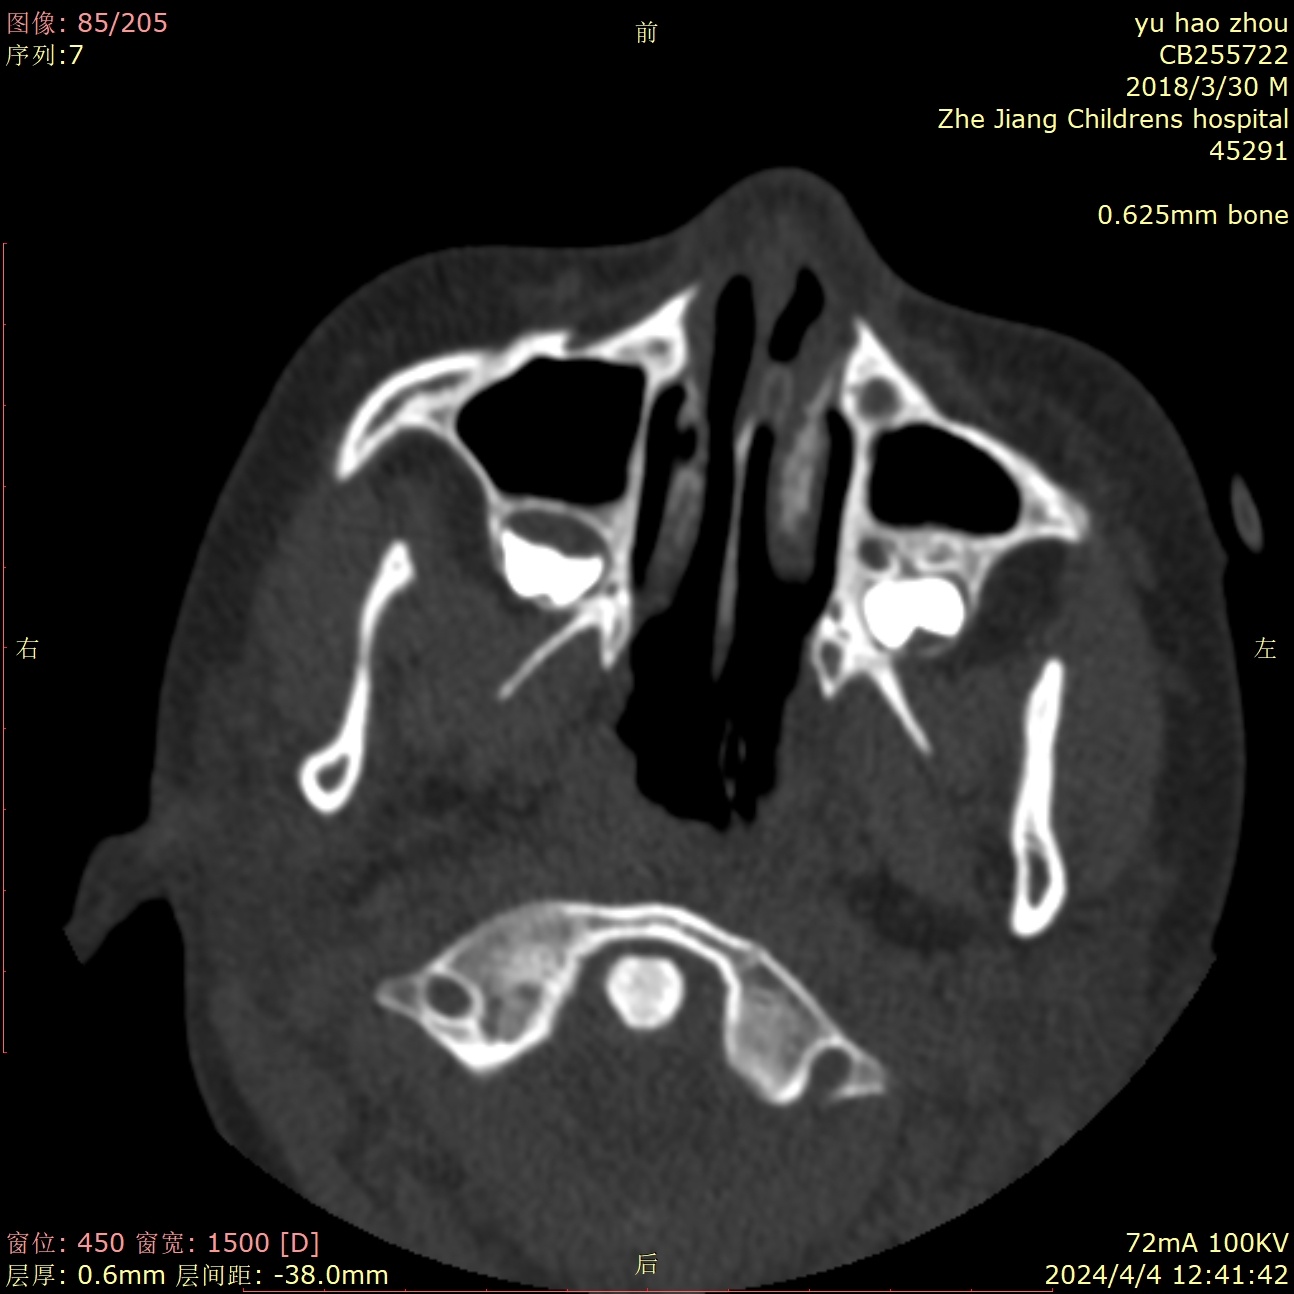 图像: 85/205
序列:7
前
yu hao zhou
CB255722
2018/3/30 M
Zhe Jiang Childrens hospital
45291
0.625mm bone
右
左
窗位: 450 窗宽: 1500 [D]
层厚: 0.6mm 层间距: -38.0mm
后
72mA 100KV
2024/4/4 12:41:42